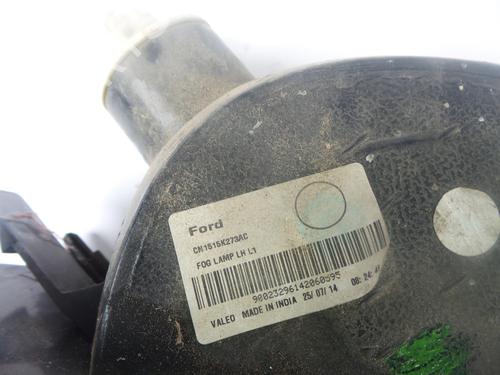 Ford
CN1515K273AC
FOG LAMP LH L1
90023296142060595
VALEO MADE IN INDIA 25/07/14 08:24: